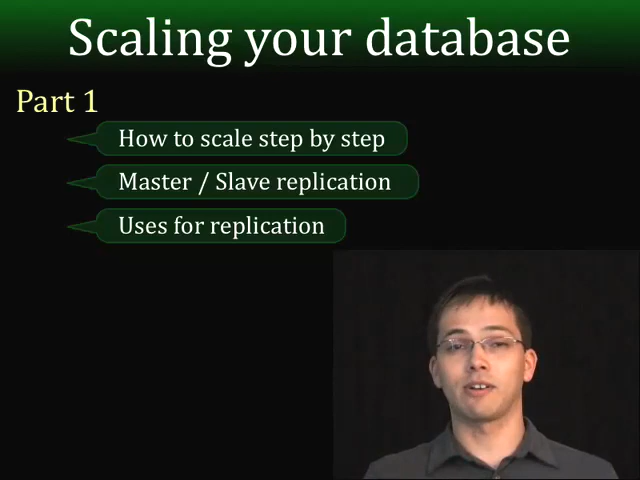 Scaling your database
Part 1
How to scale step by step
Master / Slave replication
Uses for replication